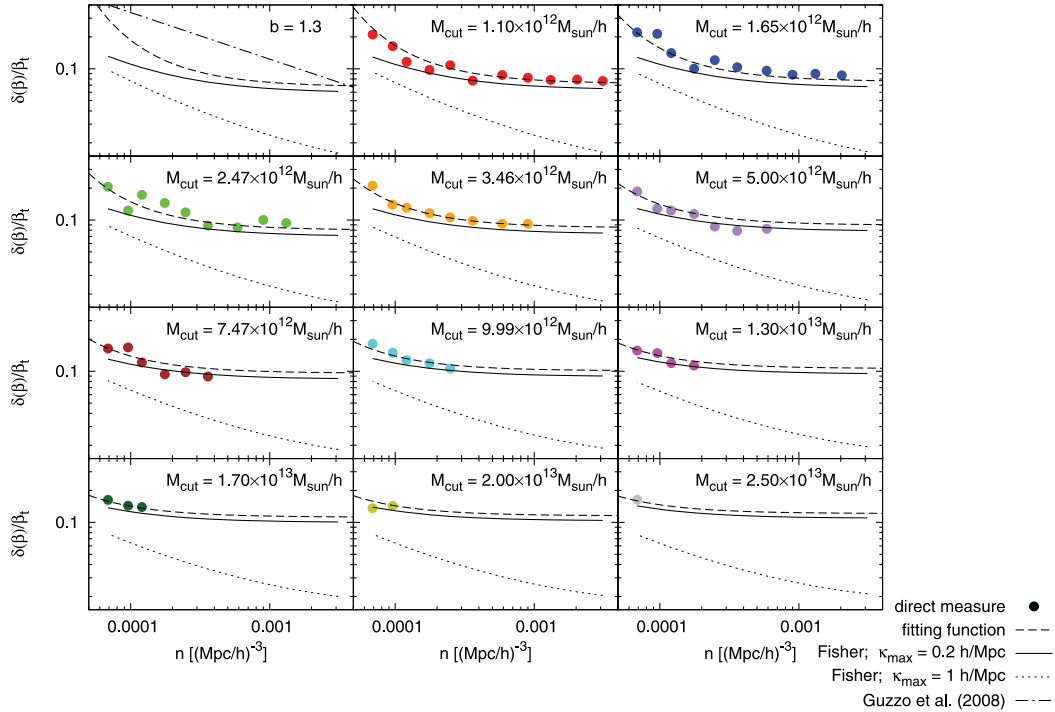 b = 1.3
M_cut = 1.10×10^12 M_sun/h
M_cut = 1.65×10^12 M_sun/h
0.1
δ(β)/β_t
M_cut = 2.47×10^12 M_sun/h
M_cut = 3.46×10^12 M_sun/h
M_cut = 5.00×10^12 M_sun/h
0.1
δ(β)/β_t
M_cut = 7.47×10^12 M_sun/h
M_cut = 9.99×10^12 M_sun/h
M_cut = 1.30×10^13 M_sun/h
0.1
δ(β)/β_t
M_cut = 1.70×10^13 M_sun/h
M_cut = 2.00×10^13 M_sun/h
M_cut = 2.50×10^13 M_sun/h
0.1
δ(β)/β_t
0.0001 0.001 0.0001 0.001 0.0001 0.001
n [(Mpc/h)^-3] n [(Mpc/h)^-3] n [(Mpc/h)^-3]
direct measure
fitting function
Fisher; κ_max = 0.2 h/Mpc
Fisher; κ_max = 1 h/Mpc
Guzzo et al. (2008)